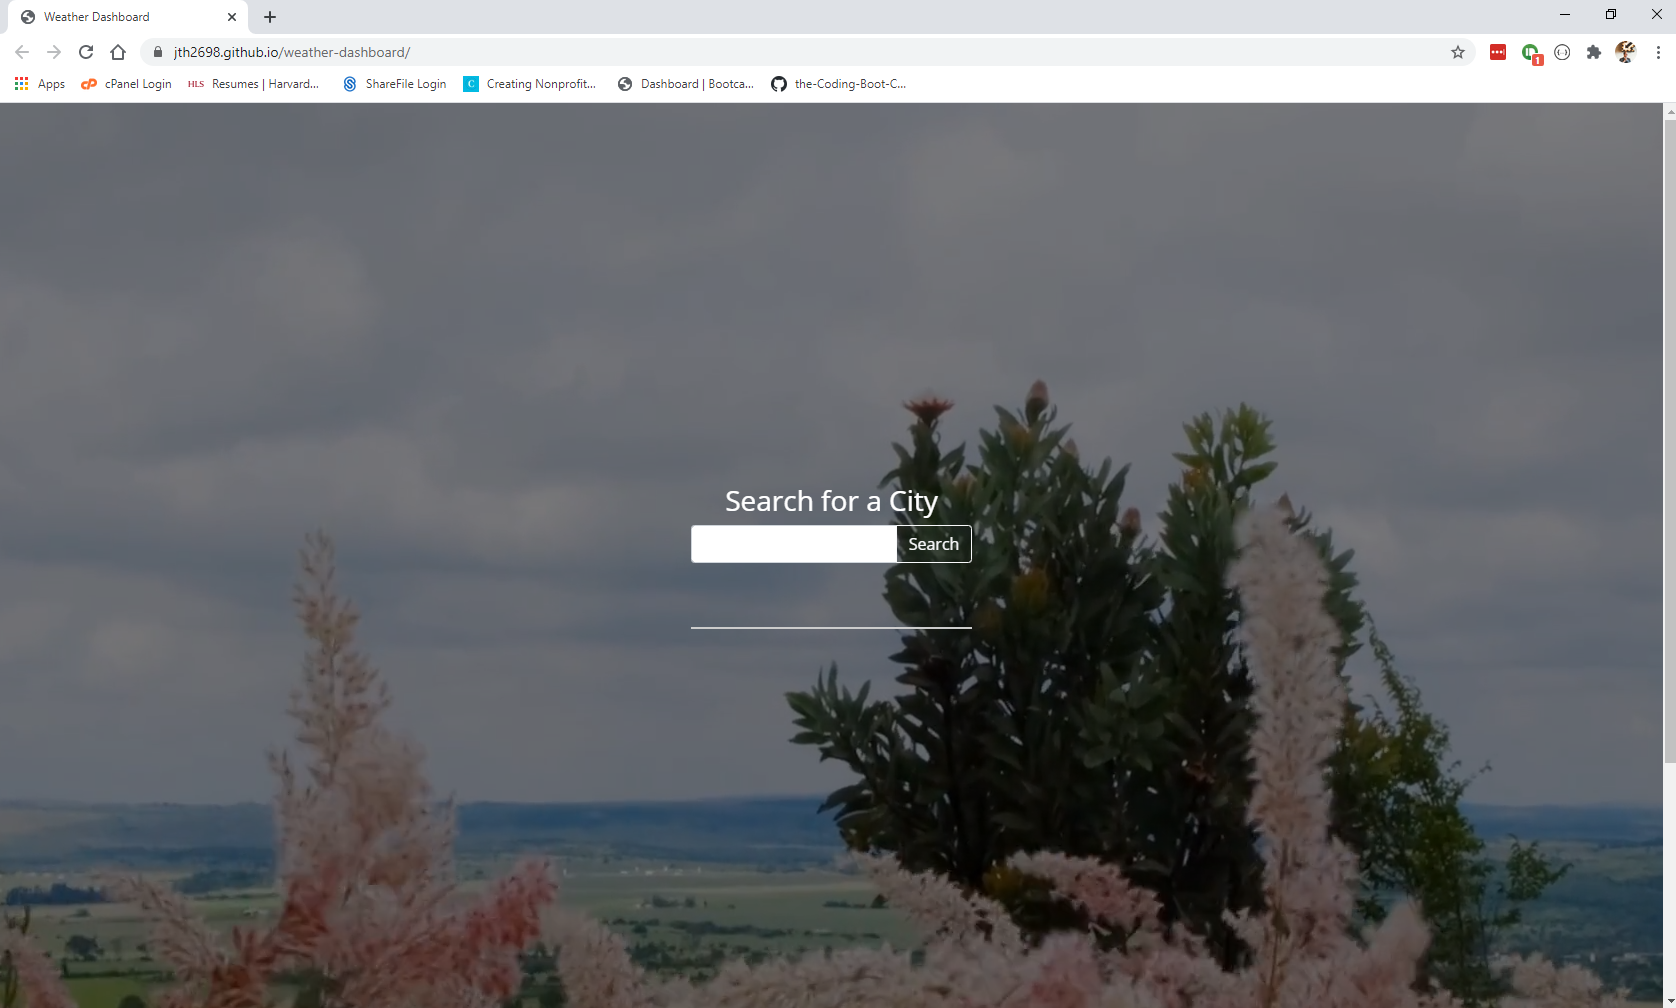 Weather Dashboard
jth2698.github.io/weather-dashboard/
1
Apps
cPanel Login
HLS Resumes | Harvard...
ShareFile Login
C Creating Nonprofit...
Dashboard | Bootca...
the-Coding-Boot-C...
Search for a City
Search